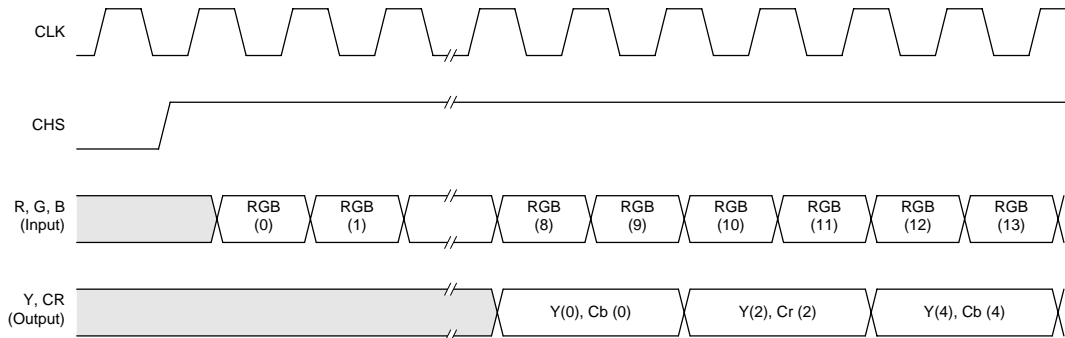 CLK
CHS
R, G, B
(Input)
RGB
(0)
RGB
(1)
RGB
(8)
RGB
(9)
RGB
(10)
RGB
(11)
RGB
(12)
RGB
(13)
Y, CR
(Output)
Y(0), Cb (0)
Y(2), Cr (2)
Y(4), Cb (4)